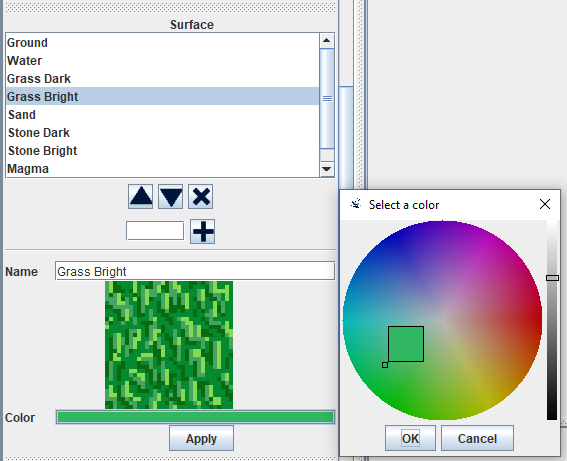 Surface
Ground
Water
Grass Dark
Grass Bright
Sand
Stone Dark
Stone Bright
Magma
Select a color
Name
Grass Bright
Color
Apply
OK
Cancel